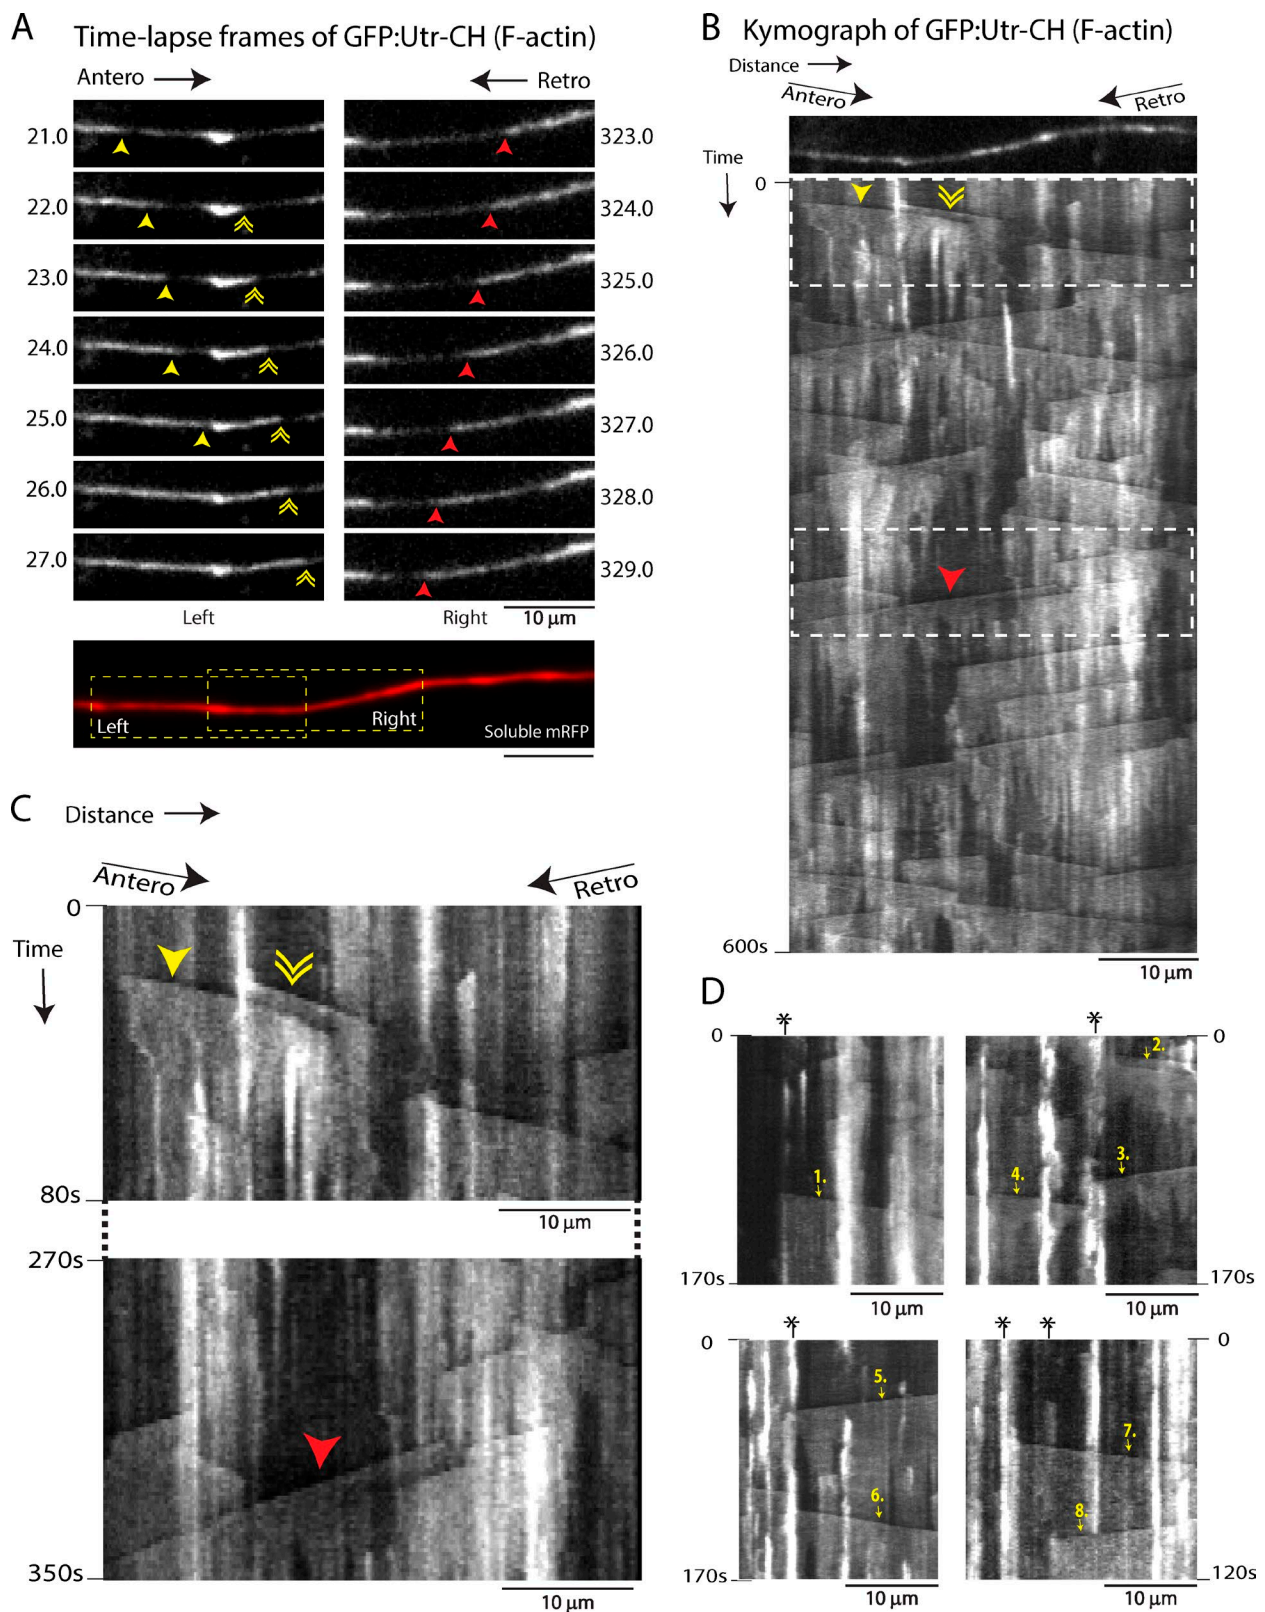 A
Time-lapse frames of GFP:Utr-CH (F-actin)
Antero
Retro
21.0
323.0
22.0
324.0
23.0
325.0
24.0
326.0
25.0
327.0
26.0
328.0
27.0
329.0
Left
Right
10 μm
Left
Right
Soluble mRFP
B
Kymograph of GFP:Utr-CH (F-actin)
Distance
Antero
Retro
Time
0
600s
10 μm
C
Distance
Antero
Retro
0
Time
80s
10 μm
270s
350s
10 μm
D
*
*
0
0
2.
1.
4.
3.
170s
170s
10 μm
10 μm
*
*
*
0
0
5.
6.
7.
8.
170s
120s
10 μm
10 μm